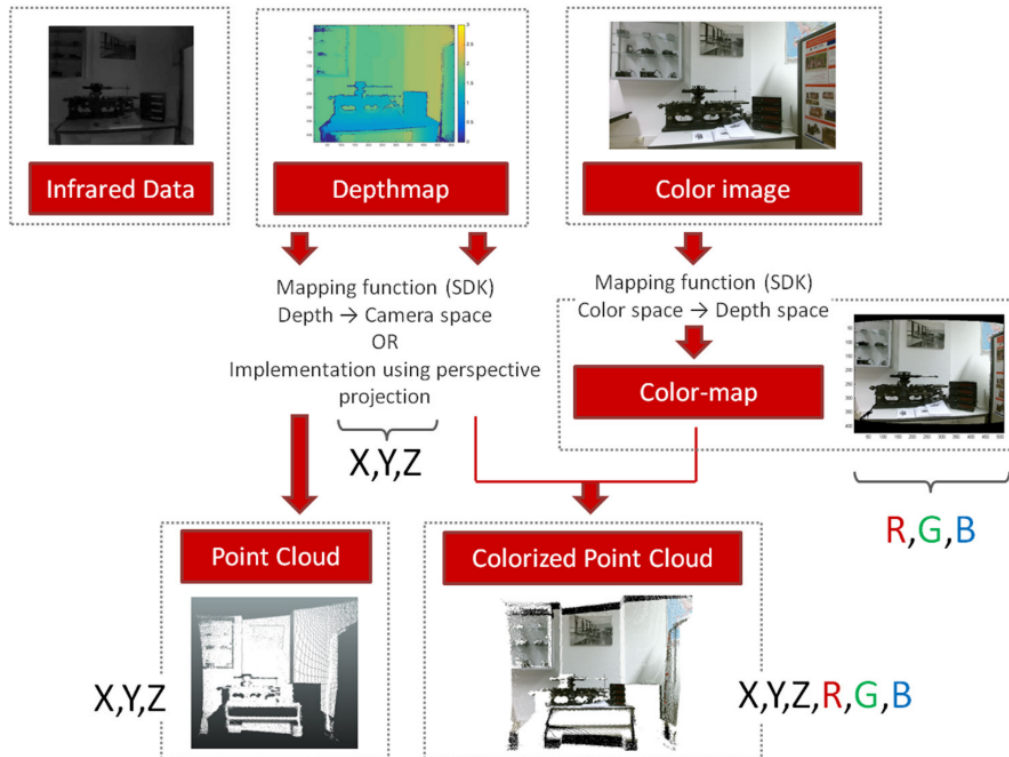 Infrared Data
Depthmap
Color image
Mapping function (SDK)
Depth → Camera space
OR
Implementation using perspective
projection
X,Y,Z
Mapping function (SDK)
Color space → Depth space
Color-map
R,G,B
Point Cloud
Colorized Point Cloud
X,Y,Z
X,Y,Z,R,G,B